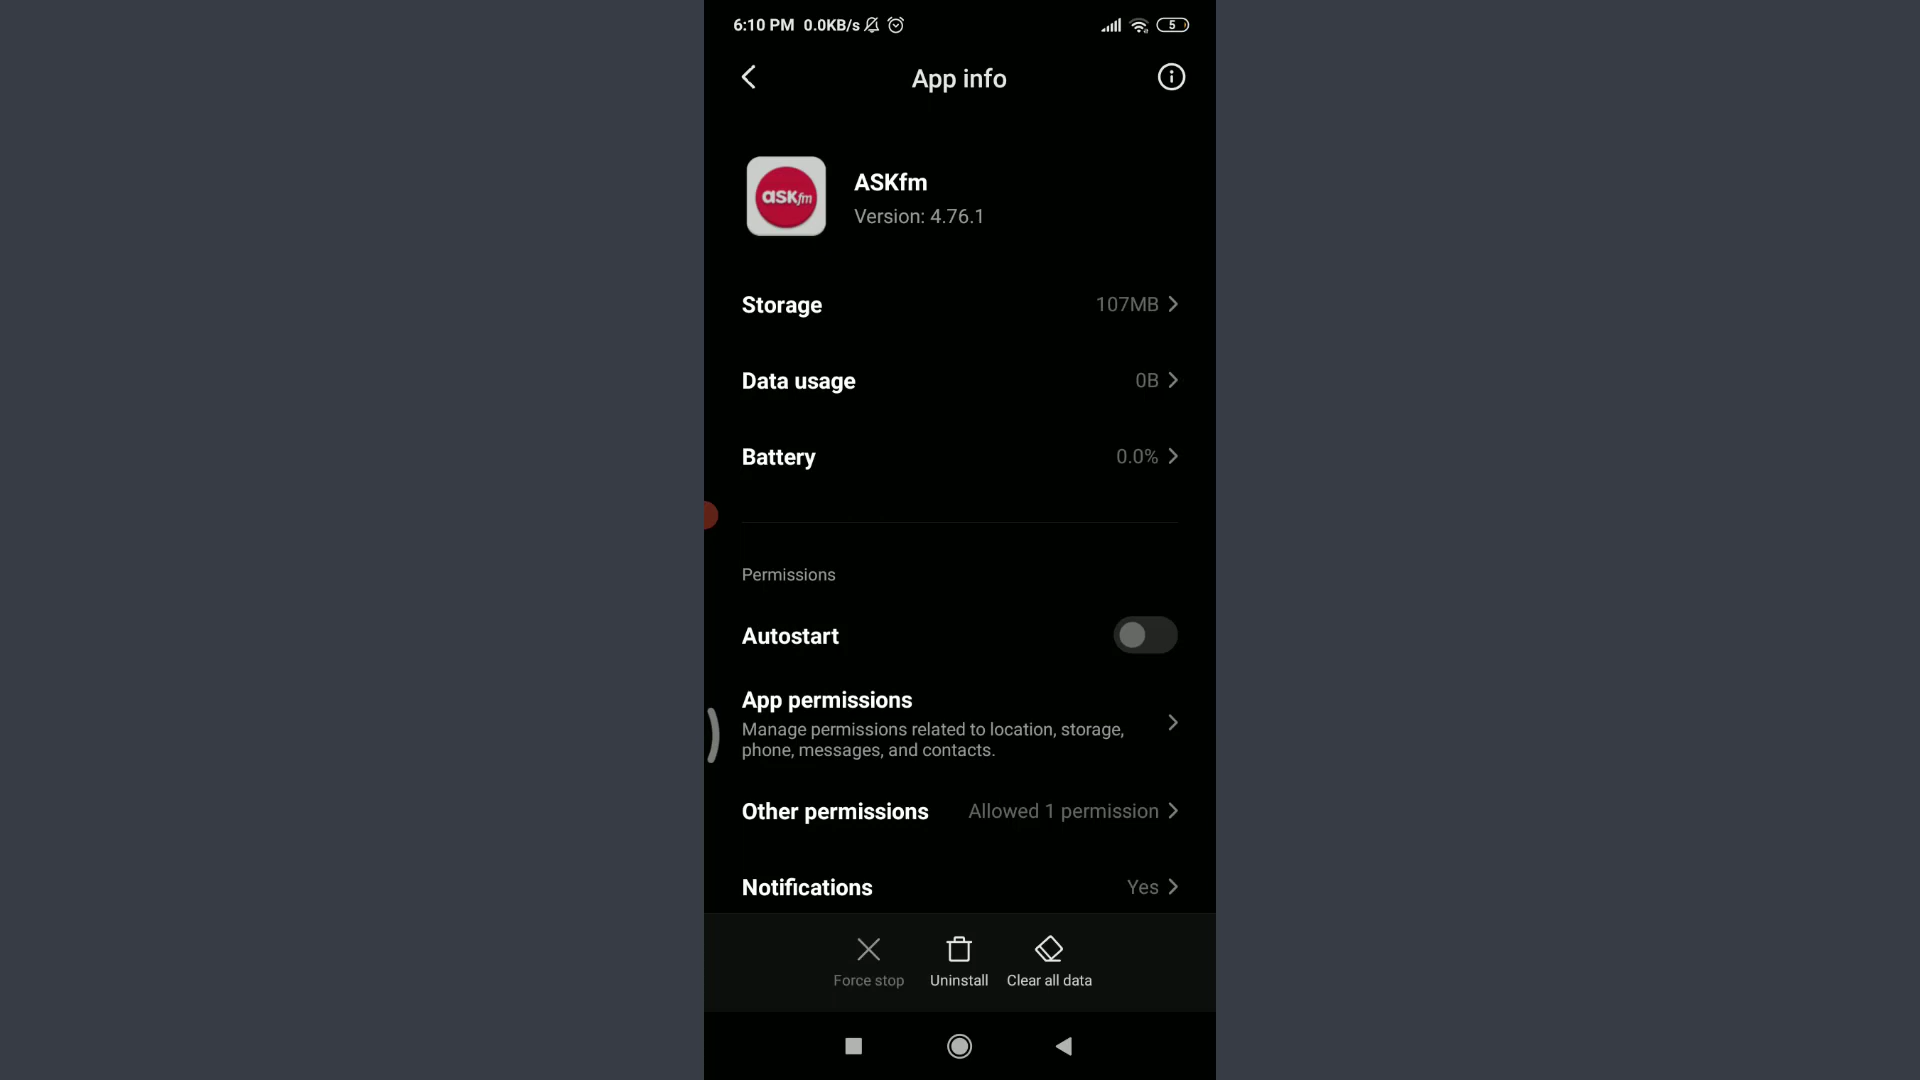 6:10 PM 0.0KB/s 5
App info
askfm
ASKfm
Version: 4.76.1
Storage 107MB
Data usage 0B
Battery 0.0%
Permissions
Autostart
App permissions
Manage permissions related to location, storage,
phone, messages, and contacts.
Other permissions Allowed 1 permission
Notifications Yes
Force stop Uninstall Clear all data